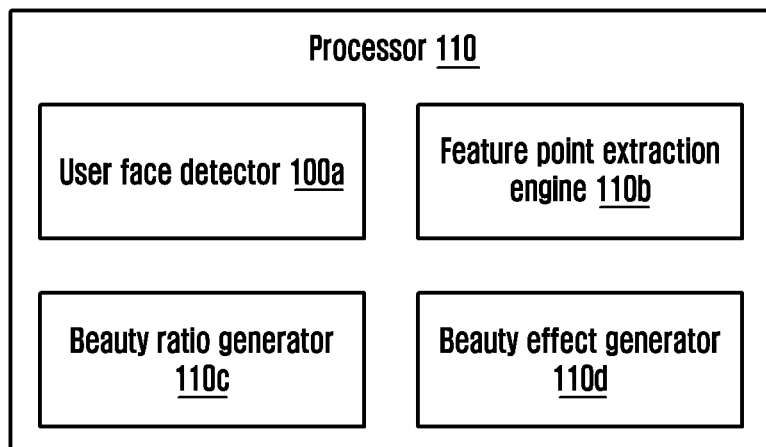 Processor 110
User face detector 100a
Feature point extraction
engine 110b
Beauty ratio generator
110c
Beauty effect generator
110d